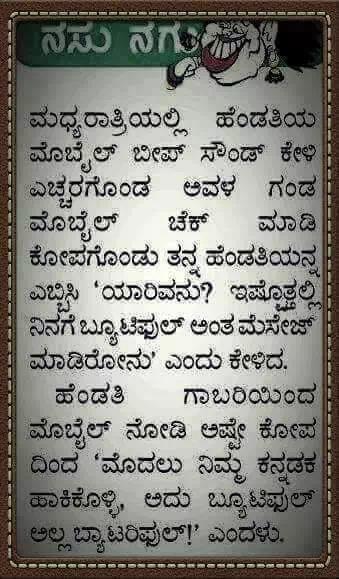 ನಸು ನಗು
ಮಧ್ಯರಾತ್ರಿಯಲ್ಲಿ ಹೆಂಡತಿಯ
ಮೊಬೈಲ್ ಬೀಪ್ ಸೌಂಡ್ ಕೇಳಿ
ಎಚ್ಚರಗೊಂಡ ಅವಳ ಗಂಡ
ಮೊಬೈಲ್ ಚೆಕ್ ಮಾಡಿ
ಕೋಪಗೊಂಡು ತನ್ನ ಹೆಂಡತಿಯನ್ನ
ಎಬ್ಬಿಸಿ ‘ಯಾರಿವನು? ಇಷ್ಟೊತ್ತಲ್ಲಿ
ನಿನಗೆ ಬ್ಯೂಟಿಫುಲ್ ಅಂತ ಮೆಸೇಜ್
ಮಾಡಿರೋನು’ ಎಂದು ಕೇಳಿದ.
ಹೆಂಡತಿ ಗಾಬರಿಯಿಂದ
ಮೊಬೈಲ್ ನೋಡಿ ಅಷ್ಟೇ ಕೋಪ
ದಿಂದ ‘ಮೊದಲು ನಿಮ್ಮ ಕನ್ನಡಕ
ಹಾಕಿಕೊಳ್ಳಿ, ಅದು ಬ್ಯೂಟಿಫುಲ್
ಅಲ್ಲ ಬ್ಯಾಟರಿಫುಲ್!’ ಎಂದಳು.